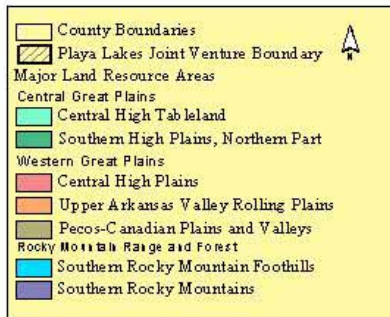 County Boundaries
Playa Lakes Joint Venture Boundary
N
Major Land Resource Areas
Central Great Plains
Central High Tableland
Southern High Plains, Northern Part
Western Great Plains
Central High Plains
Upper Arkansas Valley Rolling Plains
Pecos-Canadian Plains and Valleys
Rocky Mountain Range and Forest
Southern Rocky Mountain Foothills
Southern Rocky Mountains